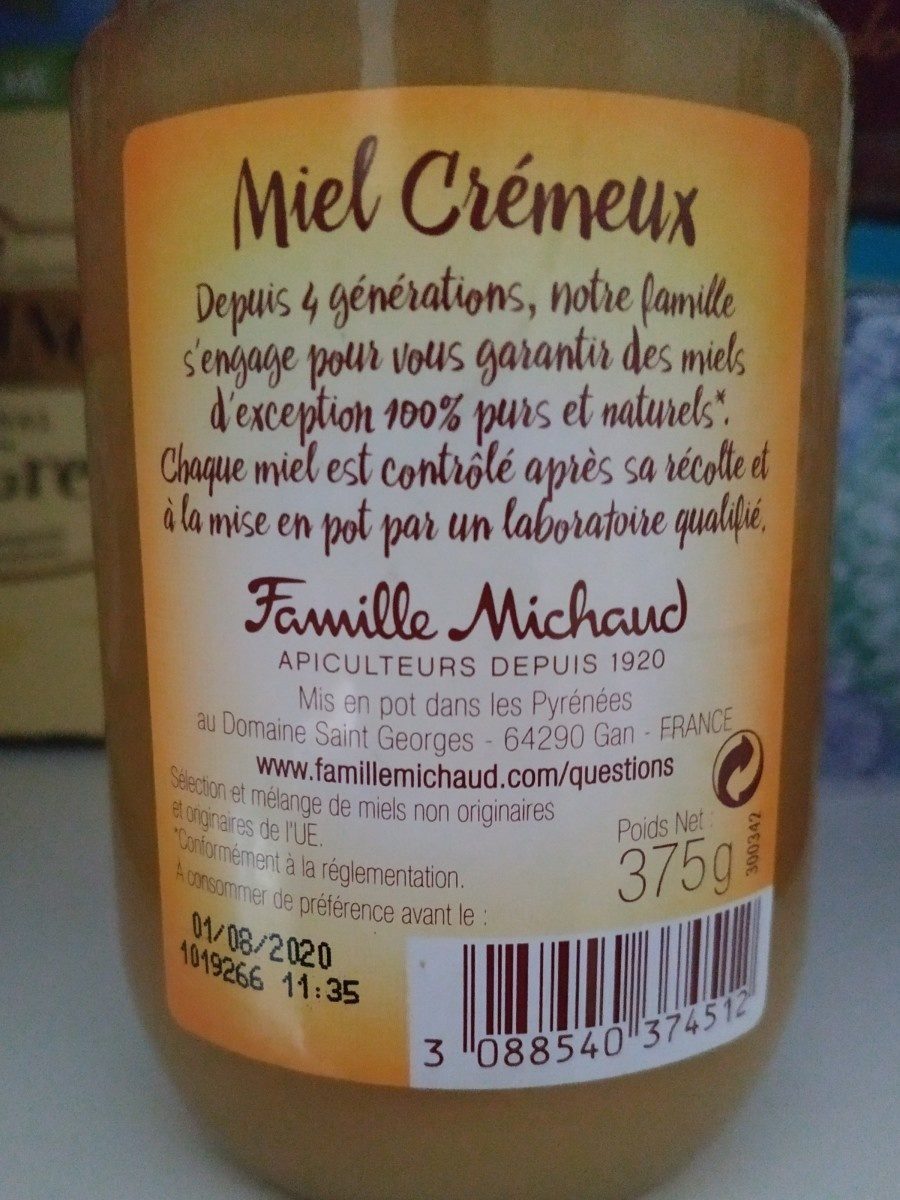 Miel Crémeux
Depuis 4 générations, notre famille
s'engage pour vous garantir des miels
d'exception 100% purs et naturels*.
Chaque miel est contrôlé après sa récolte et
à la mise en pot par un laboratoire qualifié.
Famille Michaud
APICULTEURS DEPUIS 1920
Mis en pot dans les Pyrénées
au Domaine Saint Georges - 64290 Gan - FRANCE
www.famillemichaud.com/questions
Sélection et mélange de miels non originaires
et originaires de l'UE.
*Conformément à la réglementation.
A consommer de préférence avant le :
01/08/2020
1019266 11:35
Poids Net :
375g
300342
3 088540 374512